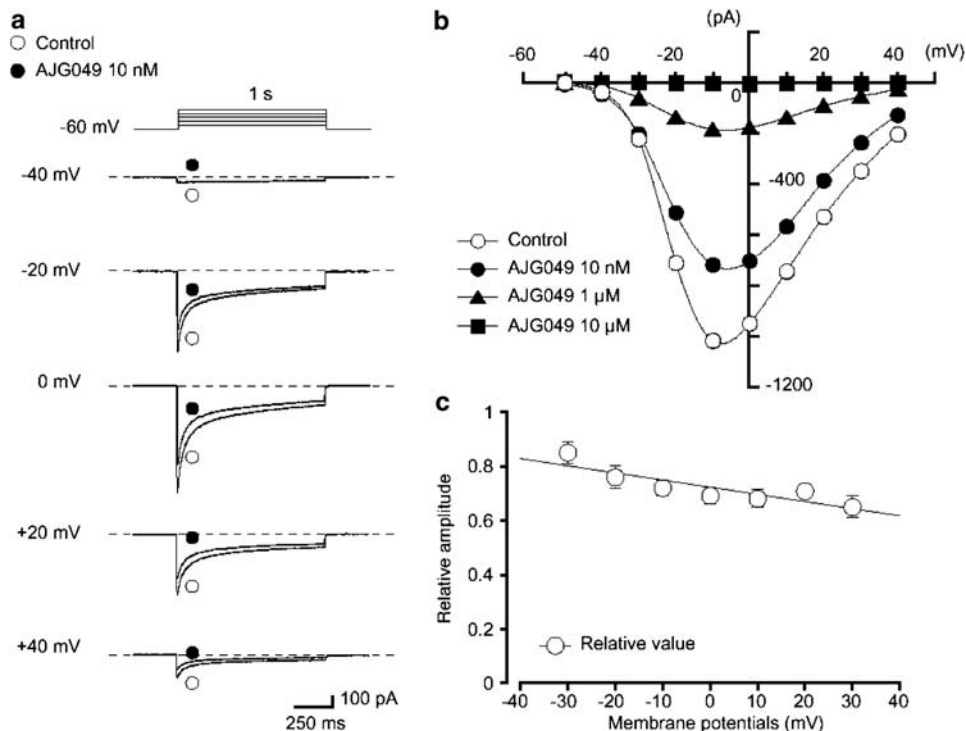 a
Control
AJG049 10 nM
1 s
-60 mV
-40 mV
-20 mV
0 mV
+20 mV
+40 mV
100 pA
250 ms
b
(pA)
-60 -40 -20 0 20 40 (mV)
-400
-1200
Control
AJG049 10 nM
AJG049 1 μM
AJG049 10 μM
c
1
0.8
0.6
0.4
0.2
0
Relative amplitude
Relative value
-40 -30 -20 -10 0 10 20 30 40
Membrane potentials (mV)